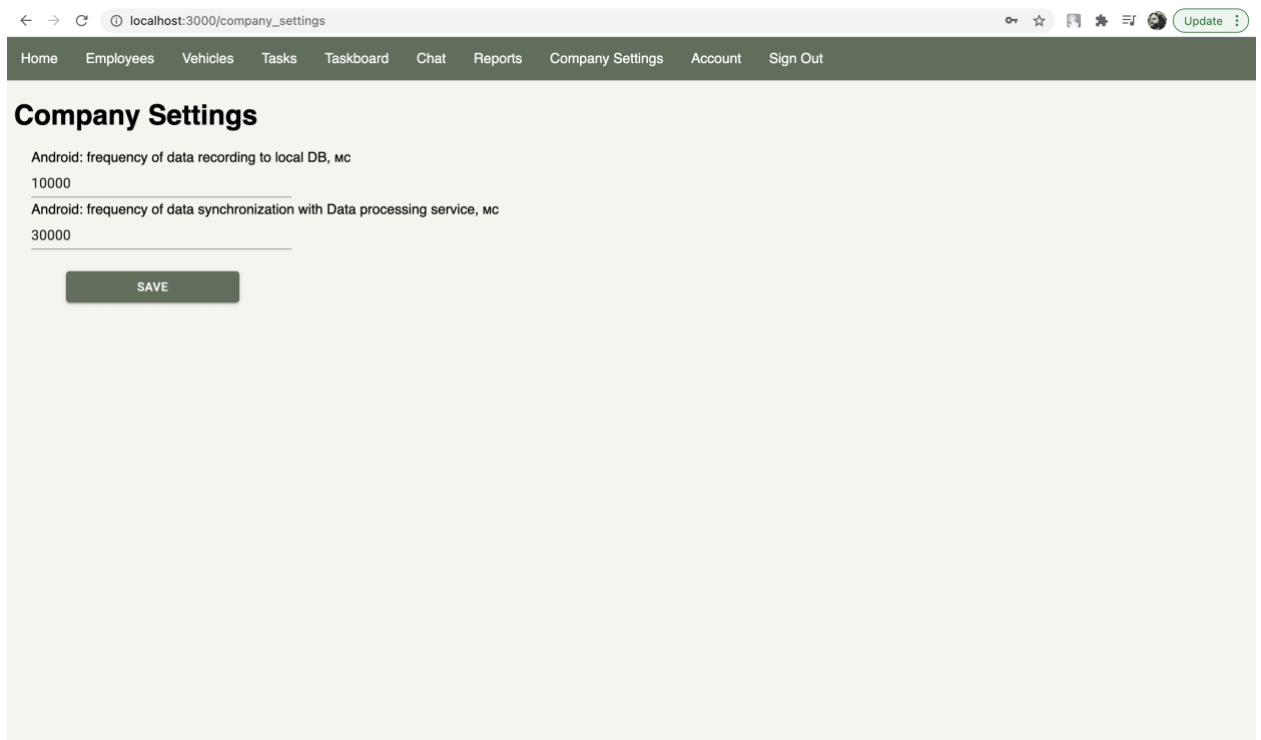 localhost:3000/company_settings
Update
Home Employees Vehicles Tasks Taskboard Chat Reports Company Settings Account Sign Out
Company Settings
Android: frequency of data recording to local DB, мс
10000
Android: frequency of data synchronization with Data processing service, мс
30000
SAVE